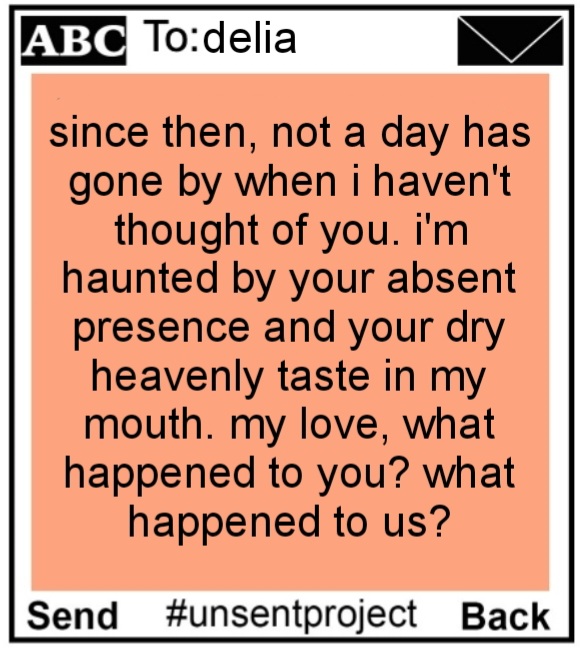 ABC To:delia
since then, not a day has
gone by when i haven't
thought of you. i'm
haunted by your absent
presence and your dry
heavenly taste in my
mouth. my love, what
happened to you? what
happened to us?
Send #unsentproject Back